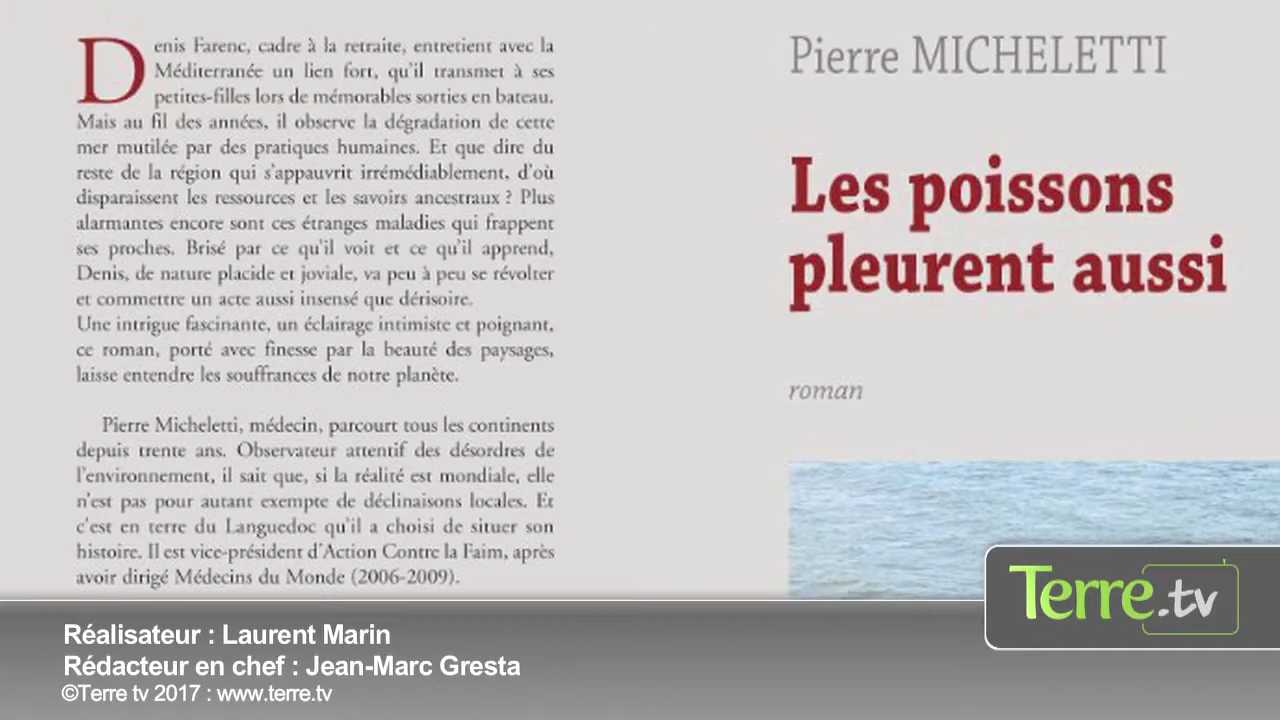 Denis Farenc, cadre à la retraite, entretient avec la
Méditerranée un lien fort, qu'il transmet à ses
petites-filles lors de mémorables sorties en bateau.
Mais au fil des années, il observe la dégradation de cette
mer mutilée par des pratiques humaines. Et que dire du
reste de la région qui s'appauvrit irrémédiablement, d'où
disparaissent les ressources et les savoirs ancestraux ? Plus
alarmantes encore sont ces étranges maladies qui frappent
ses proches. Brisé par ce qu'il voit et ce qu'il apprend,
Denis, de nature placide et joviale, va peu à peu se révolter
et commettre un acte aussi insensé que dérisoire.
Une intrigue fascinante, un éclairage intimiste et poignant,
ce roman, porté avec finesse par la beauté des paysages,
laisse entendre les souffrances de notre planète.
Pierre Micheletti, médecin, parcourt tous les continents
depuis trente ans. Observateur attentif des désordres de
l'environnement, il sait que, si la réalité est mondiale, elle
n'est pas pour autant exempte de déclinaisons locales. Et
c'est en terre du Languedoc qu'il a choisi de situer son
histoire. Il est vice-président d'Action Contre la Faim, après
avoir dirigé Médecins du Monde (2006-2009).
Pierre MICHELETTI
Les poissons
pleurent aussi
roman
Terre.tv
Réalisateur : Laurent Marin
Rédacteur en chef : Jean-Marc Gresta
©Terre tv 2017 : www.terre.tv